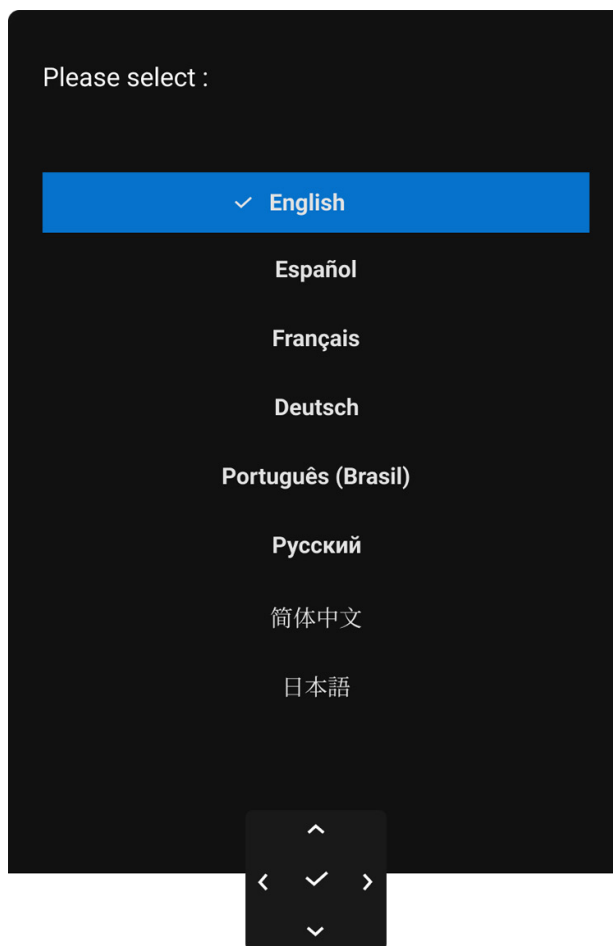 Please select :
English
Español
Français
Deutsch
Português (Brasil)
Русский
简体中文
日本語